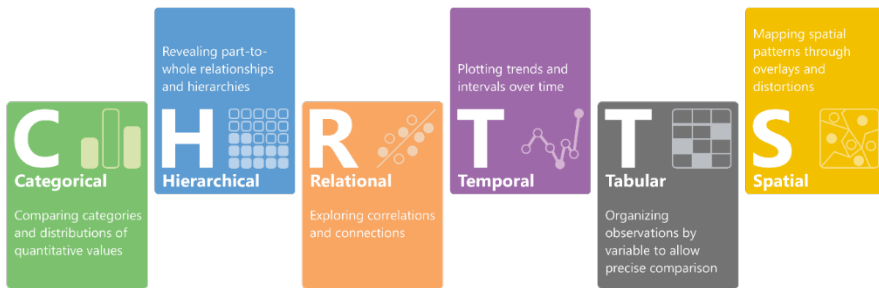 C
Categorical
Comparing categories
and distributions of
quantitative values
Revealing part-to-
whole relationships
and hierarchies
H
Hierarchical
R
Relational
Exploring correlations
and connections
Plotting trends and
intervals over time
T
Temporal
T
Tabular
Organizing
observations by
variable to allow
precise comparison
Mapping spatial
patterns through
overlays and
distortions
S
Spatial